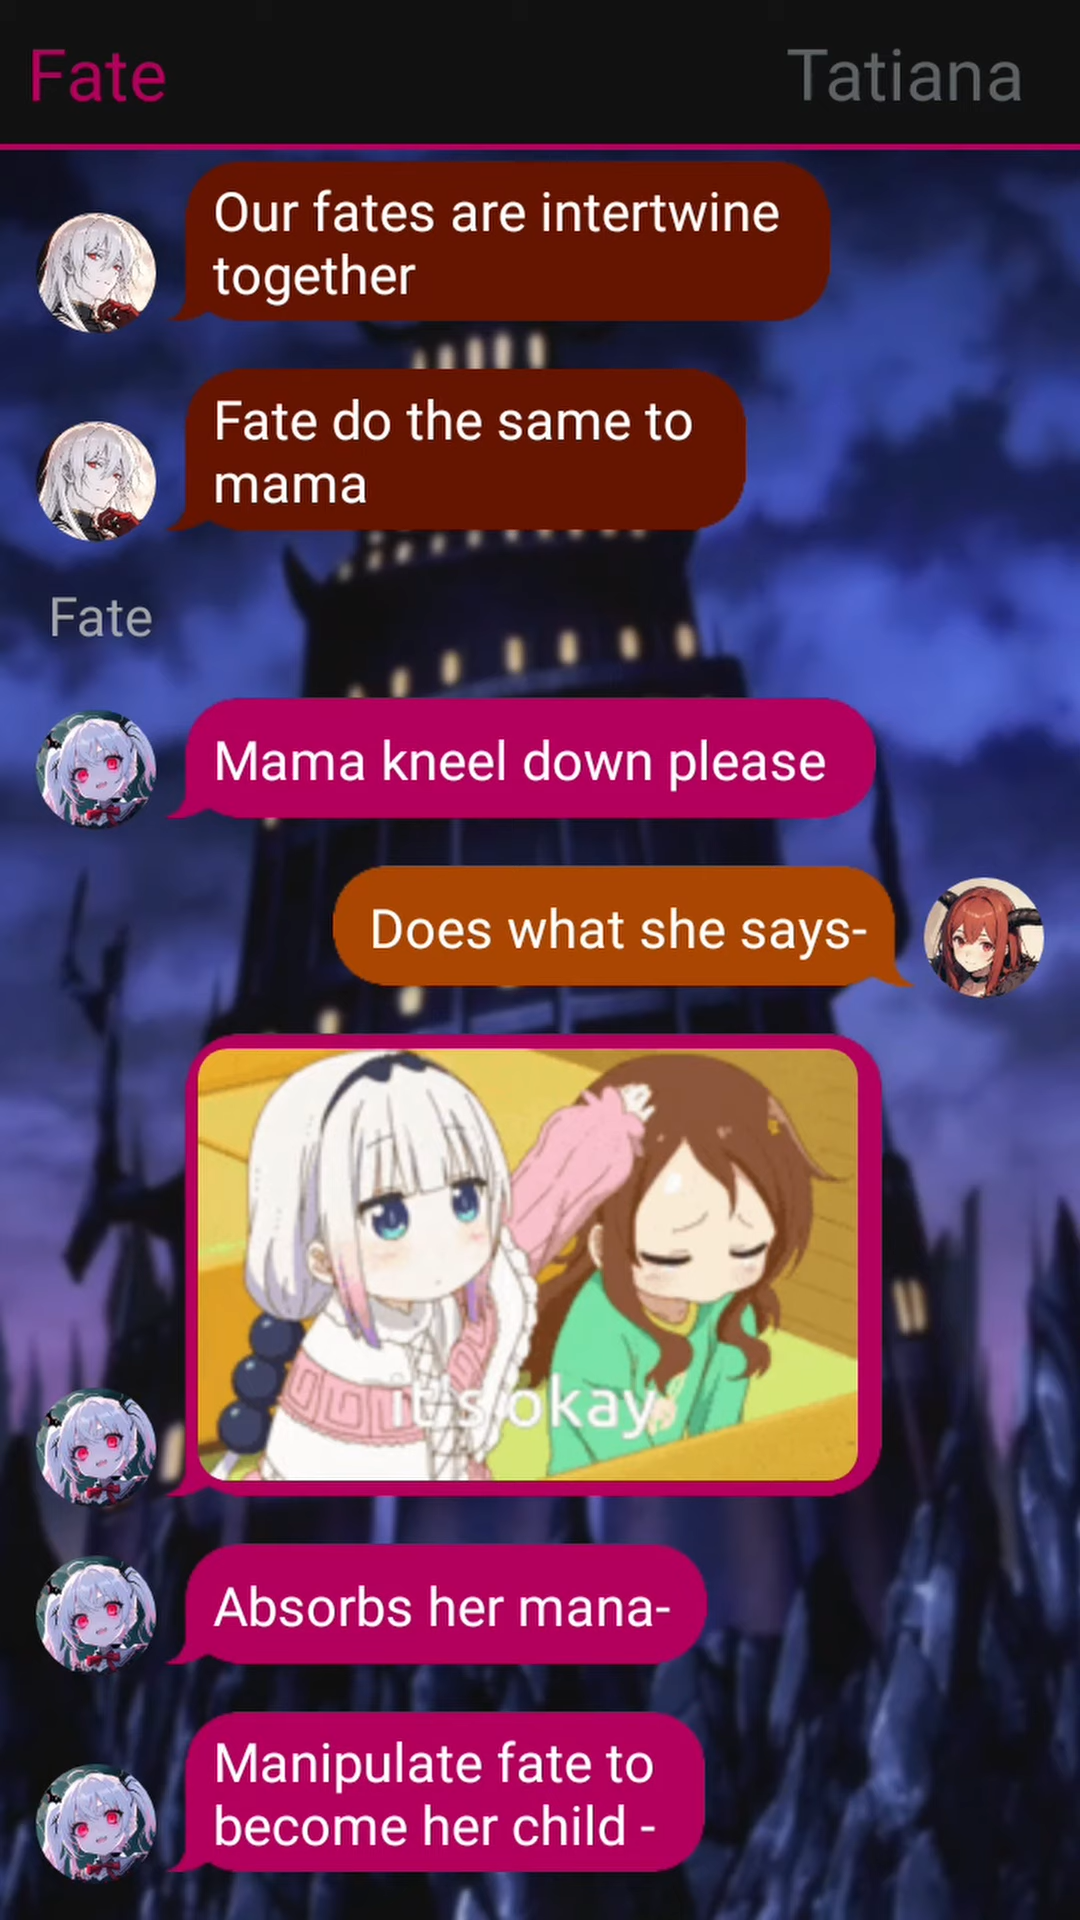 Fate
Tatiana
Our fates are intertwine
together
Fate do the same to
mama
Fate
Mama kneel down please
Does what she says-
it's okay
Absorbs her mana-
Manipulate fate to
become her child -